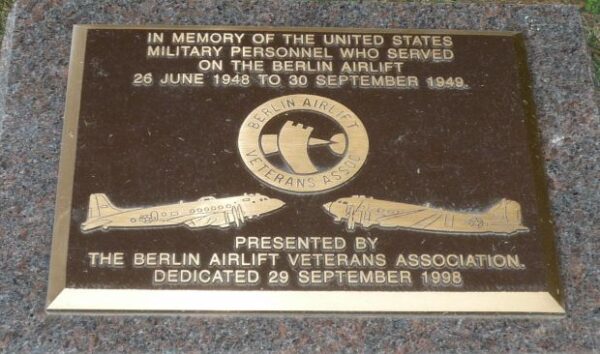 IN MEMORY OF THE UNITED STATES
MILITARY PERSONNEL WHO SERVED
ON THE BERLIN AIRLIFT
26 JUNE 1948 TO 30 SEPTEMBER 1949.
BERLIN AIRLIFT
VETERANS ASSOC
PRESENTED BY
THE BERLIN AIRLIFT VETERANS ASSOCIATION.
DEDICATED 29 SEPTEMBER 1998